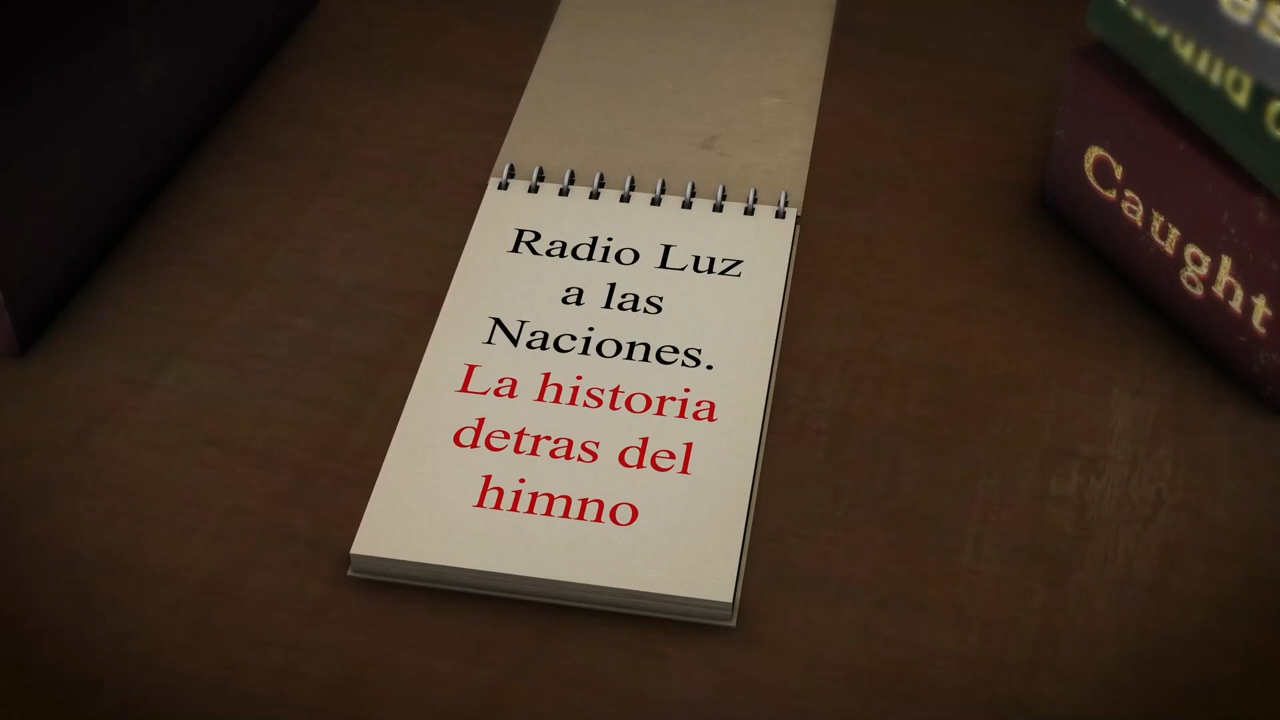 Radio Luz
a las
Naciones.
La historia
detras del
himno
Caught